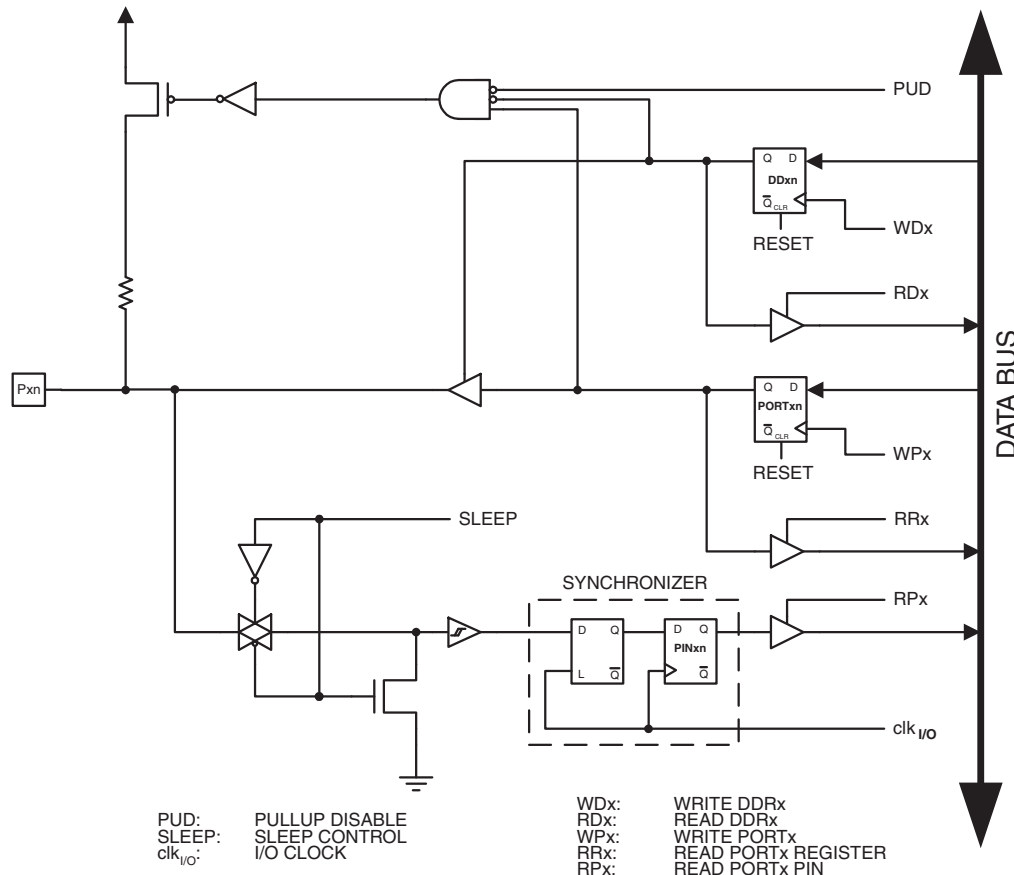 PUD
Q D
DDxn
Q CLR
WDx
RESET
RDx
Pxn
Q D
PORTxn
Q CLR
WPx
RESET
DATA BUS
SLEEP
RRx
SYNCHRONIZER
RPx
D Q
D Q
PINxn
L Q
Q
clk I/O
PUD: PULLUP DISABLE
SLEEP: SLEEP CONTROL
clkI/O: I/O CLOCK
WDx: WRITE DDRx
RDx: READ DDRx
WPx: WRITE PORTx
RRx: READ PORTx REGISTER
RPx: READ PORTx PIN